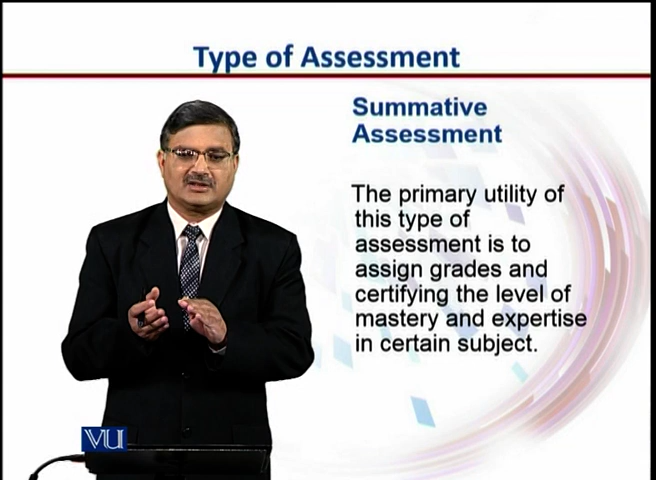 Type of Assessment
Summative
Assessment
The primary utility of
this type of
assessment is to
assign grades and
certifying the level of
mastery and expertise
in certain subject.
VU